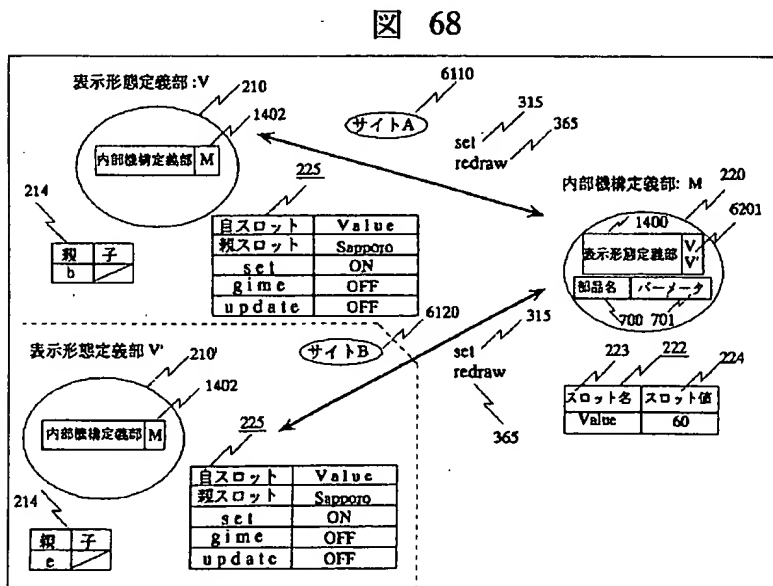 図 68
表示形態定義部:V
210
1402
内部機構定義部 M
214
親 子
b
225
自スロット Value
親スロット Sapporo
set ON
gime OFF
update OFF
6110
サイトA
315
set
365
redraw
内部機構定義部: M
220
1400
6201
表示形態定義部 V V'
部品名 パーメータ
700 701
223 222 224
スロット名 スロット値
Value 60
表示形態定義部 V'
210'
1402
内部機構定義部 M
214
親 子
e
6120
サイトB
315
set
redraw
365
225
自スロット Value
親スロット Sapporo
set ON
gime OFF
update OFF